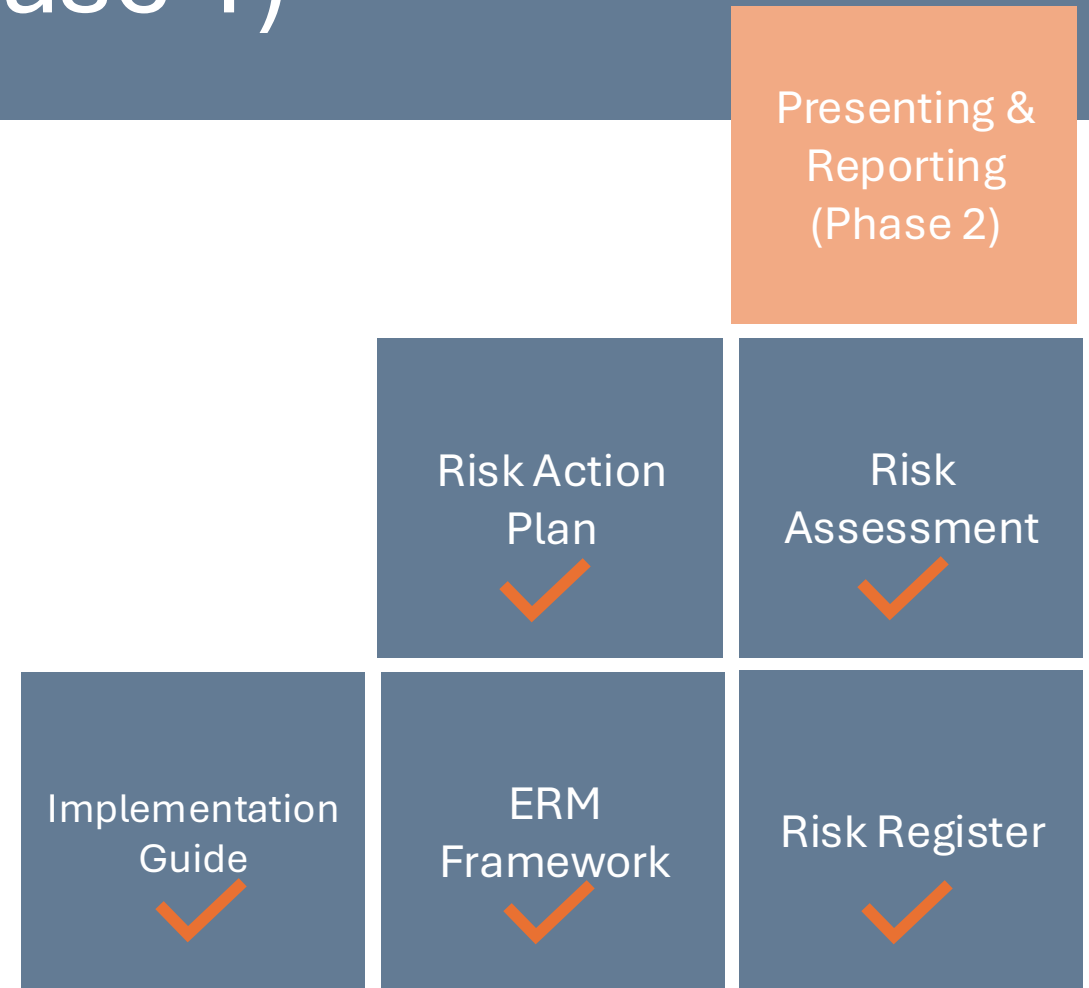 Presenting &
Reporting
(Phase 2)
Risk Action
Plan
Risk
Assessment
Implementation
Guide
ERM
Framework
Risk Register